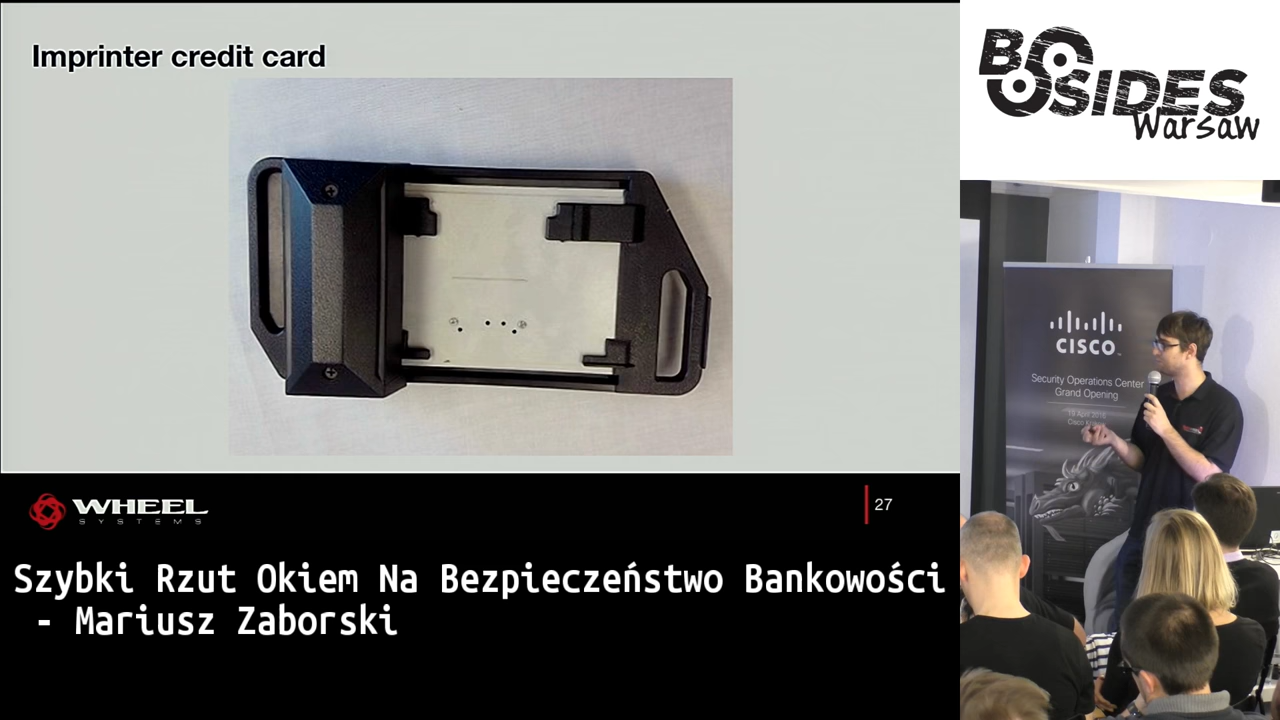 Imprinter credit card
BSIDES
Warsaw
CISCO
Security Operations Center
Grand Opening
WHEEL
SYSTEMS
27
Szybki Rzut Okiem Na Bezpieczeństwo Bankowości
- Mariusz Zaborski